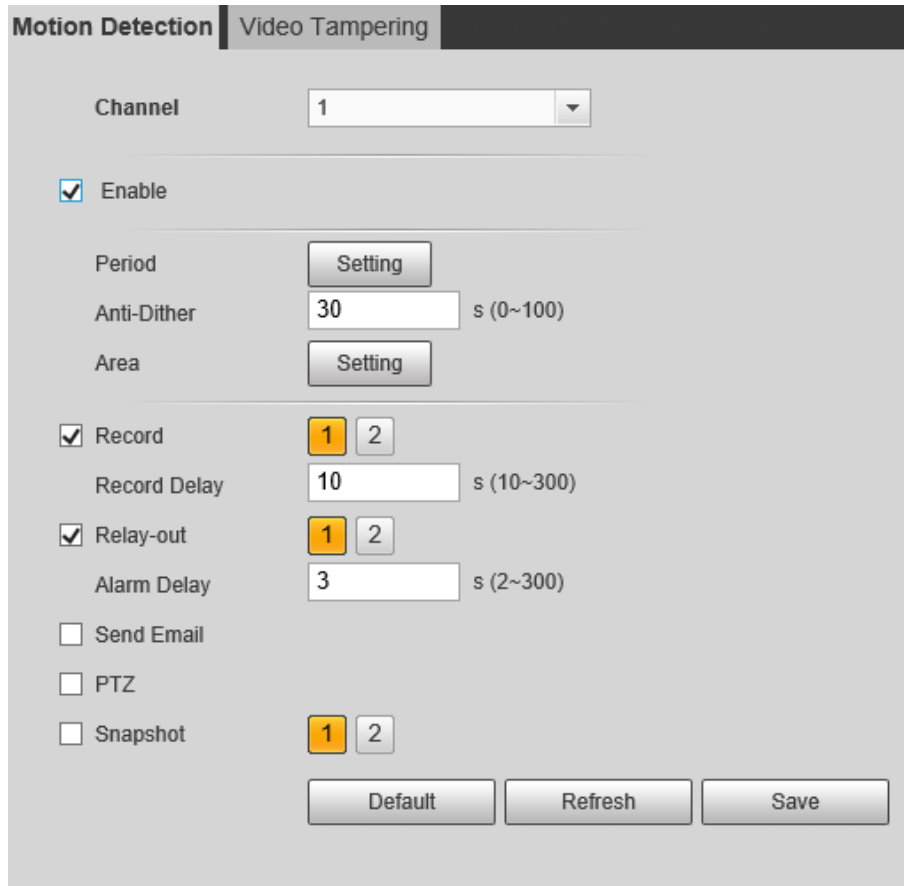 Motion Detection Video Tampering
Channel 1
Enable
Period Setting
Anti-Dither 30 s (0~100)
Area Setting
Record 1 2
Record Delay 10 s (10~300)
Relay-out 1 2
Alarm Delay 3 s (2~300)
Send Email
PTZ
Snapshot 1 2
Default Refresh Save